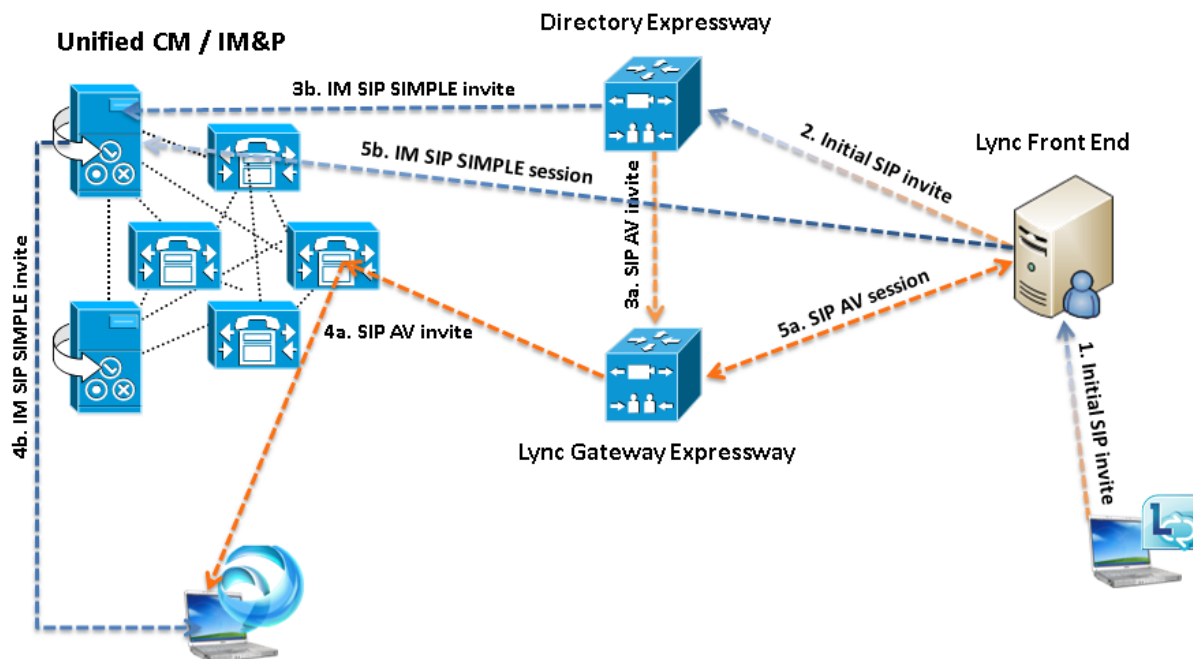 Directory Expressway
Unified CM / IM&P
3b. IM SIP SIMPLE invite
2. Initial SIP invite
Lync Front End
5b. IM SIP SIMPLE session
3a. SIP AV invite
5a. SIP AV session
4a. SIP AV invite
1. Initial SIP invite
4b. IM SIP SIMPLE invite
Lync Gateway Expressway
L